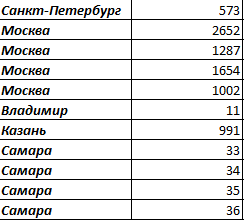 Санкт-Петербург 573
Москва 2652
Москва 1287
Москва 1654
Москва 1002
Владимир 11
Казань 991
Самара 33
Самара 34
Самара 35
Самара 36